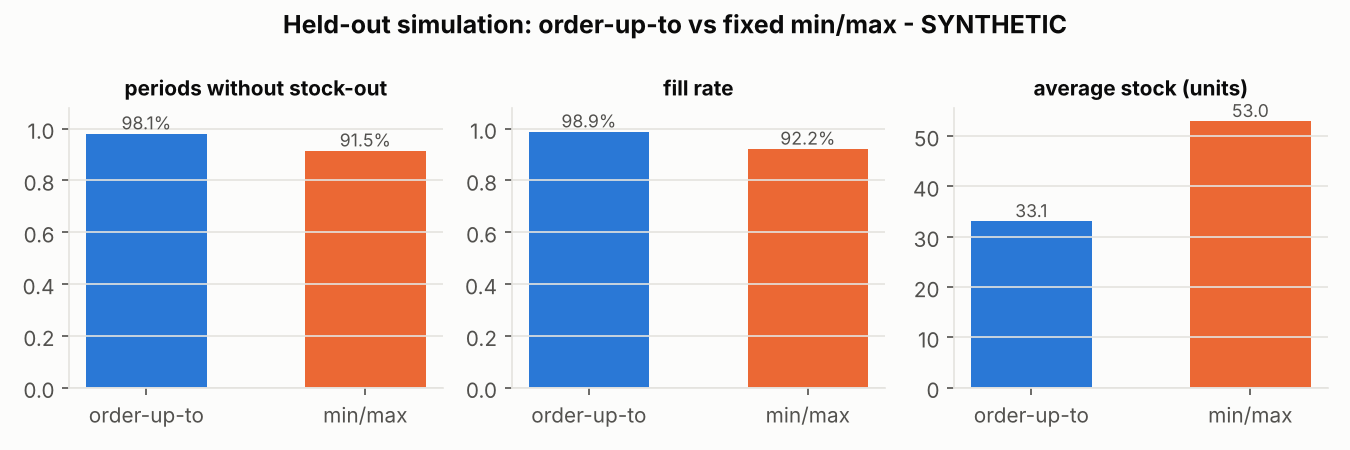 Held-out simulation: order-up-to vs fixed min/max - SYNTHETIC
periods without stock-out
98.1%
91.5%
1.0
0.8
0.6
0.4
0.2
0.0
order-up-to
min/max
fill rate
98.9%
92.2%
1.0
0.8
0.6
0.4
0.2
0.0
order-up-to
min/max
average stock (units)
33.1
53.0
50
40
30
20
10
0
order-up-to
min/max